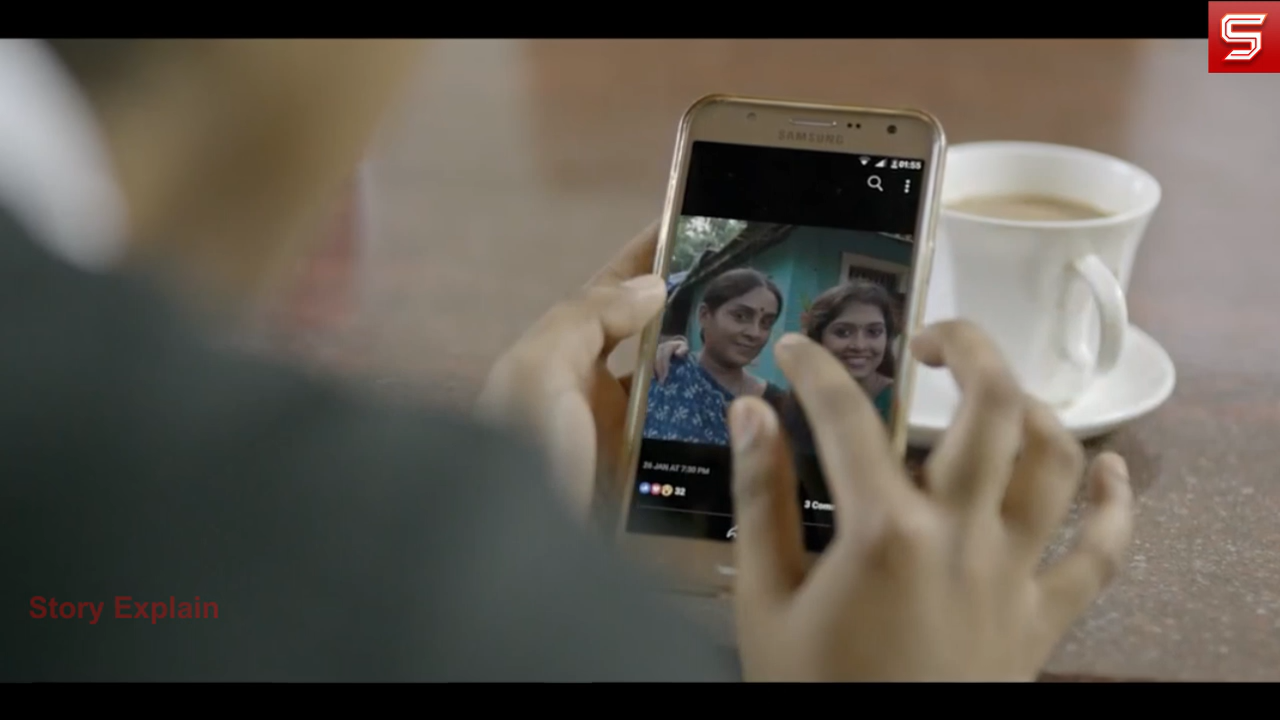 S
SAMSUNG
01:55
26 JAN AT 7:30 PM
32
3 Com
Story Explain